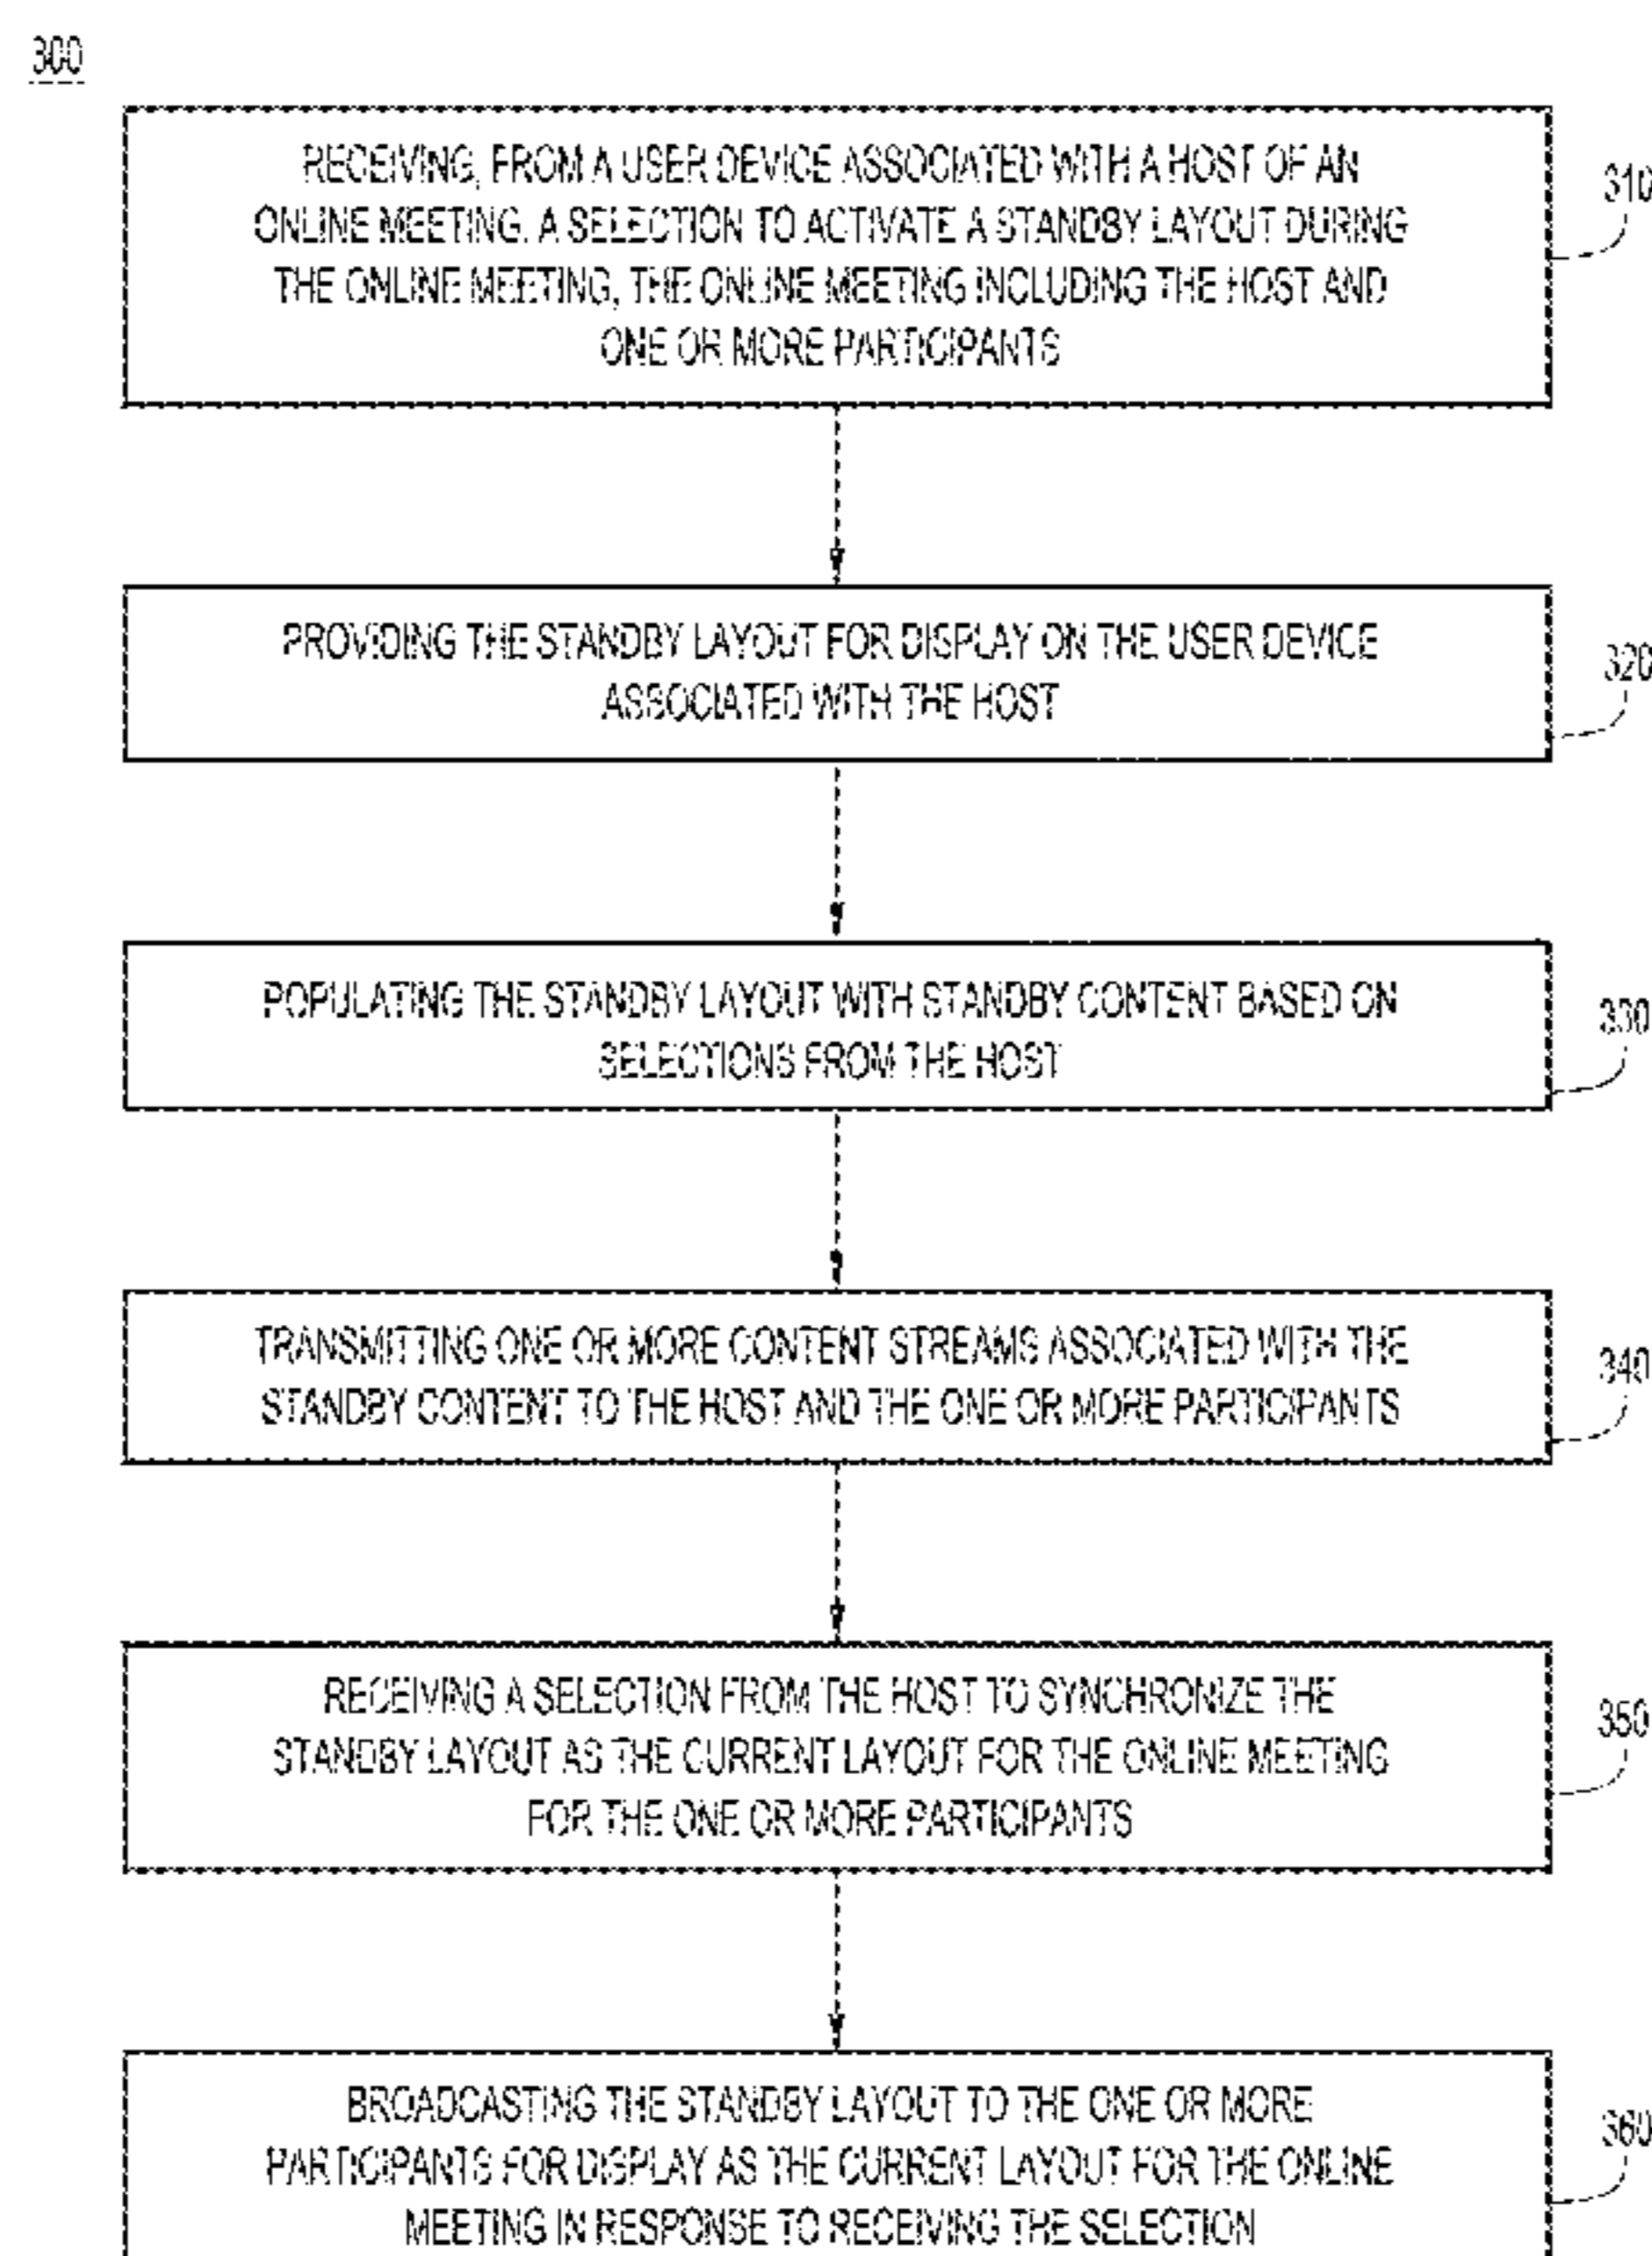 300
RECEIVING, FROM A USER DEVICE ASSOCIATED WITH A HOST OF AN
ONLINE MEETING, A SELECTION TO ACTIVATE A STANDBY LAYOUT DURING
THE ONLINE MEETING, THE ONLINE MEETING INCLUDING THE HOST AND
ONE OR MORE PARTICIPANTS
310
PROVIDING THE STANDBY LAYOUT FOR DISPLAY ON THE USER DEVICE
ASSOCIATED WITH THE HOST
320
POPULATING THE STANDBY LAYOUT WITH STANDBY CONTENT BASED ON
SELECTIONS FROM THE HOST
330
TRANSMITTING ONE OR MORE CONTENT STREAMS ASSOCIATED WITH THE
STANDBY CONTENT TO THE HOST AND THE ONE OR MORE PARTICIPANTS
340
RECEIVING A SELECTION FROM THE HOST TO SYNCHRONIZE THE
STANDBY LAYOUT AS THE CURRENT LAYOUT FOR THE ONLINE MEETING
FOR THE ONE OR MORE PARTICIPANTS
350
BROADCASTING THE STANDBY LAYOUT TO THE ONE OR MORE
PARTICIPANTS FOR DISPLAY AS THE CURRENT LAYOUT FOR THE ONLINE
MEETING IN RESPONSE TO RECEIVING THE SELECTION
360